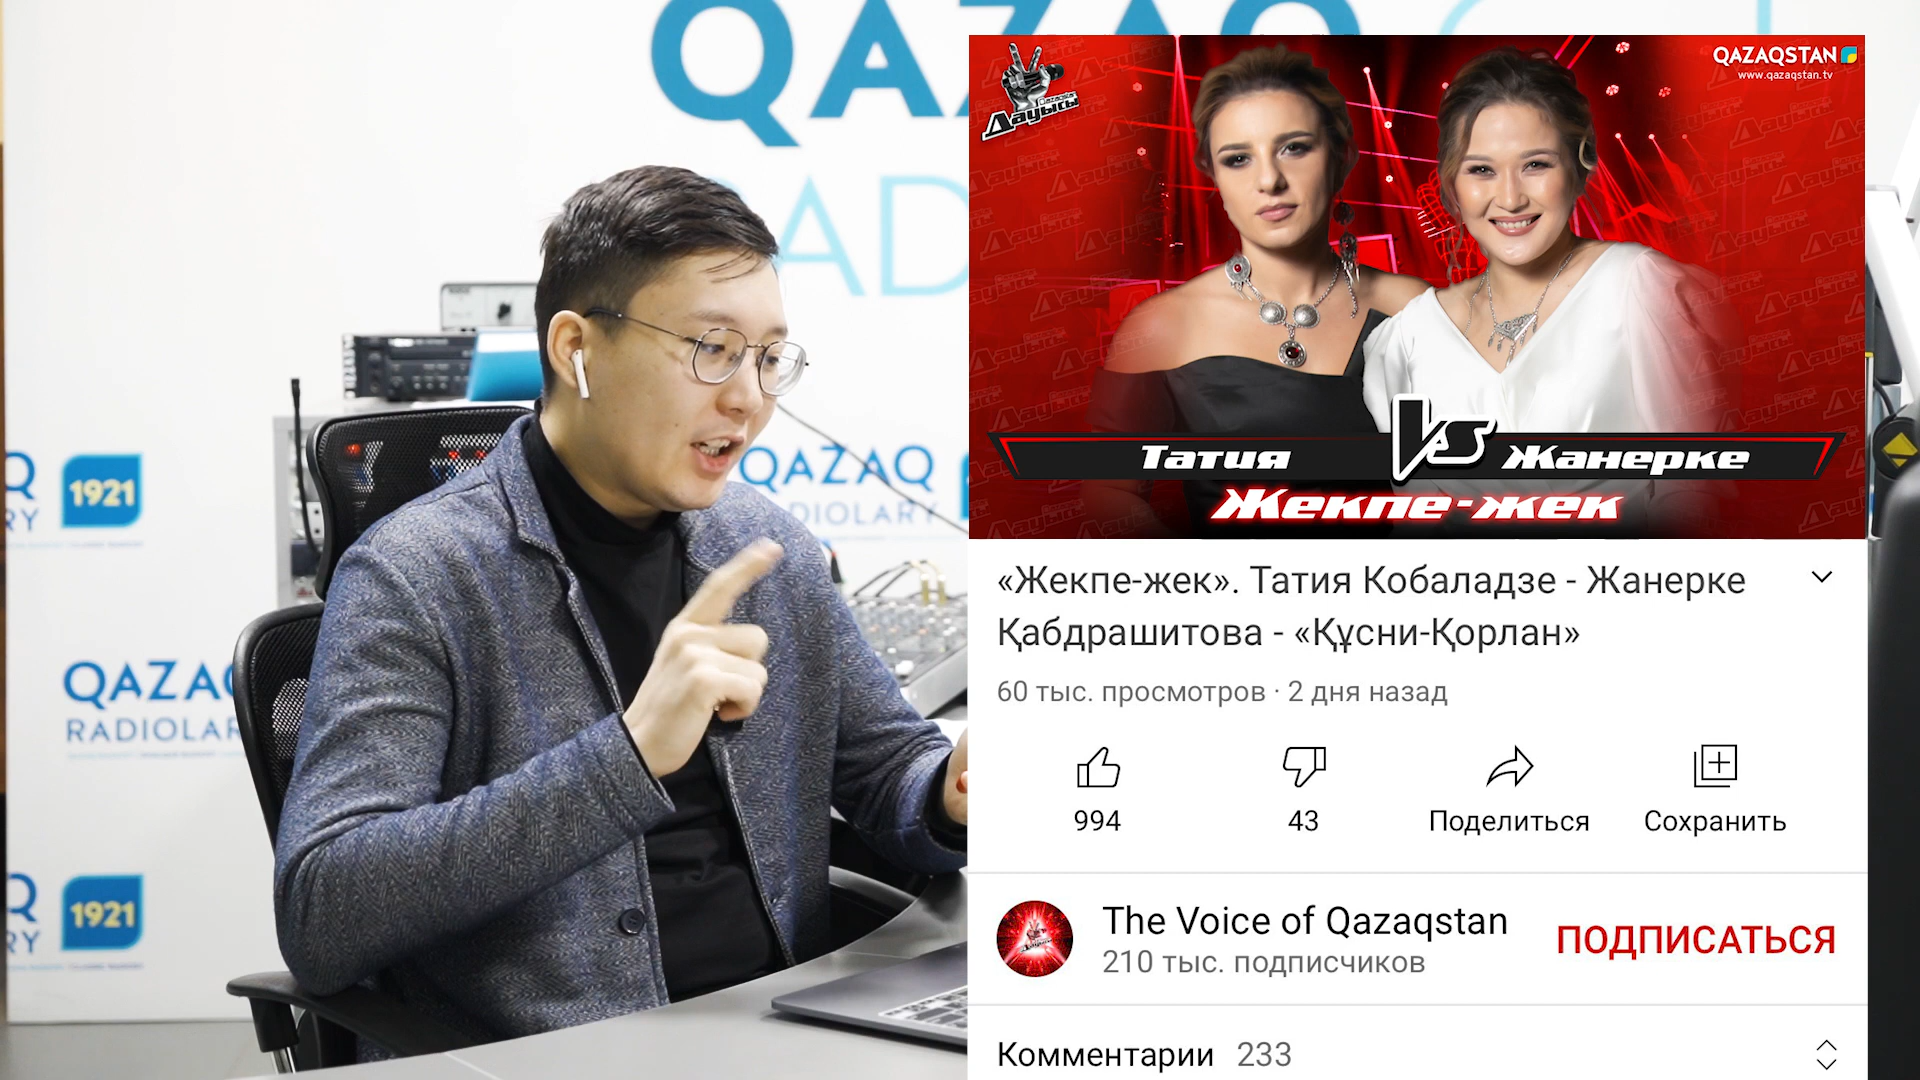 QAZAQ
RADIOLARY
QAZAQ
RADIOLARY
1921
QAZAQ
RADIOLARY
1921
Qazaqstan
Дауысы
QAZAQSTAN
www.qazaqstan.tv
Татия
Vs
Жанерке
Жекпе-жек
«Жекпе-жек». Татия Кобаладзе - Жанерке
Қабдрашитова - «Құсни-Қорлан»
60 тыс. просмотров · 2 дня назад
994
43
Поделиться
Сохранить
The Voice of Qazaqstan
210 тыс. подписчиков
ПОДПИСАТЬСЯ
Комментарии 233